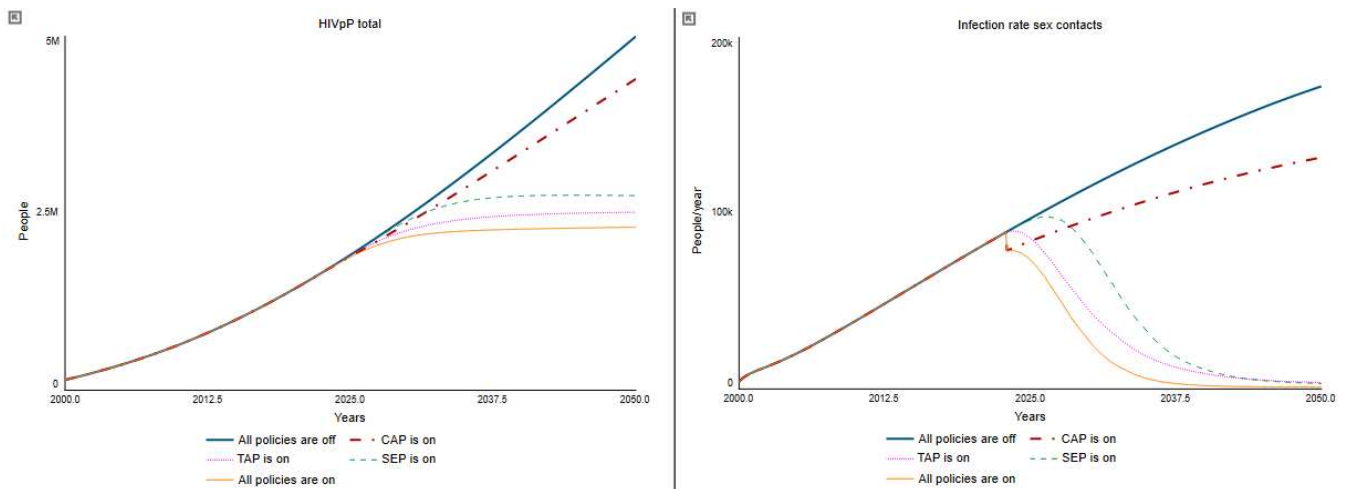 HIVpP total
5M
2.5M
0
People
2000.0 2012.5 2025.0 2037.5 2050.0
Years
All policies are off CAP is on
TAP is on SEP is on
All policies are on
Infection rate sex contacts
200k
100k
0
People/year
2000.0 2012.5 2025.0 2037.5 2050.0
Years
All policies are off CAP is on
TAP is on SEP is on
All policies are on